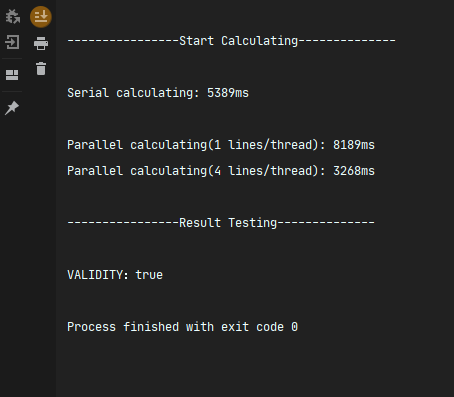 ----------------Start Calculating--------------
Serial calculating: 5389ms
Parallel calculating(1 lines/thread): 8189ms
Parallel calculating(4 lines/thread): 3268ms
----------------Result Testing--------------
VALIDITY: true
Process finished with exit code 0